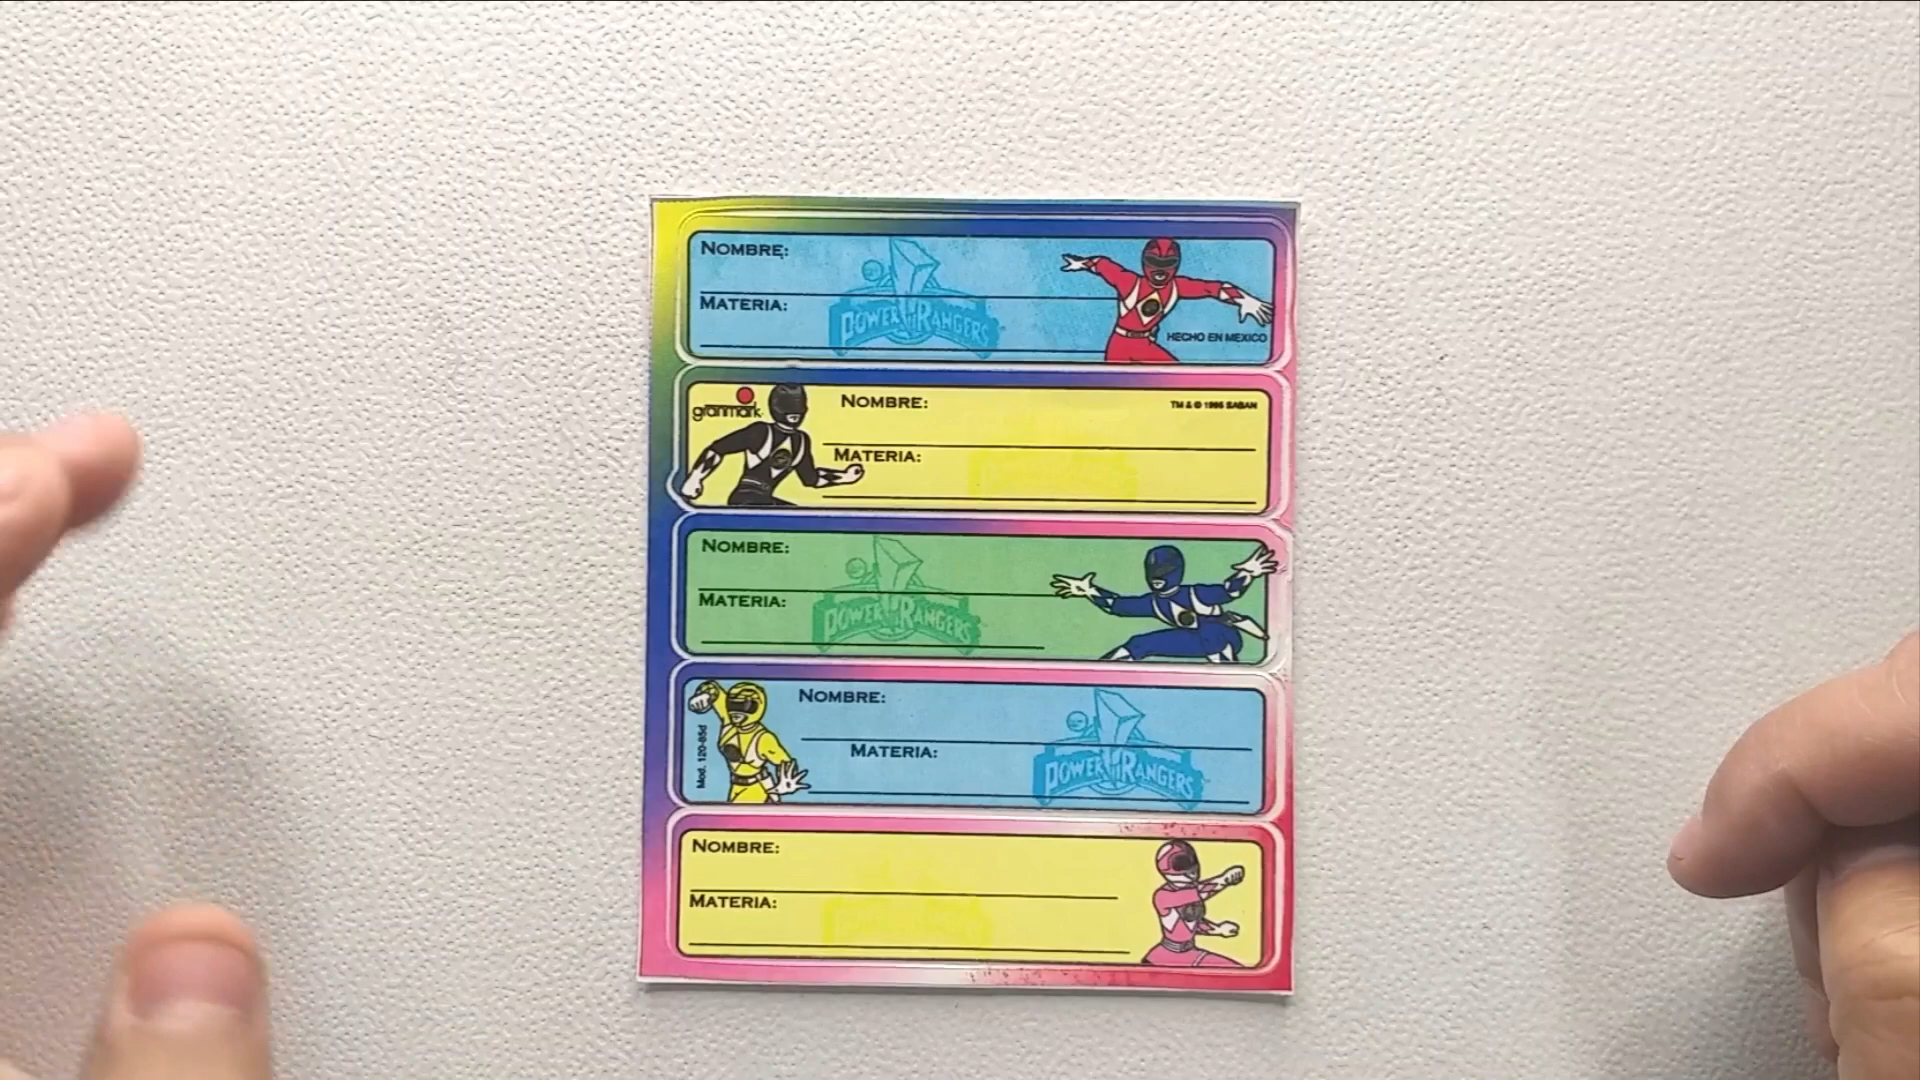 NOMBRE:
MATERIA:
POWER RANGERS
HECHO EN MEXICO
granmark
NOMBRE:
TM & © 1995 SABAN
MATERIA:
NOMBRE:
MATERIA:
POWER RANGERS
NOMBRE:
MATERIA:
POWER RANGERS
Mod. 120-85d
NOMBRE:
MATERIA: